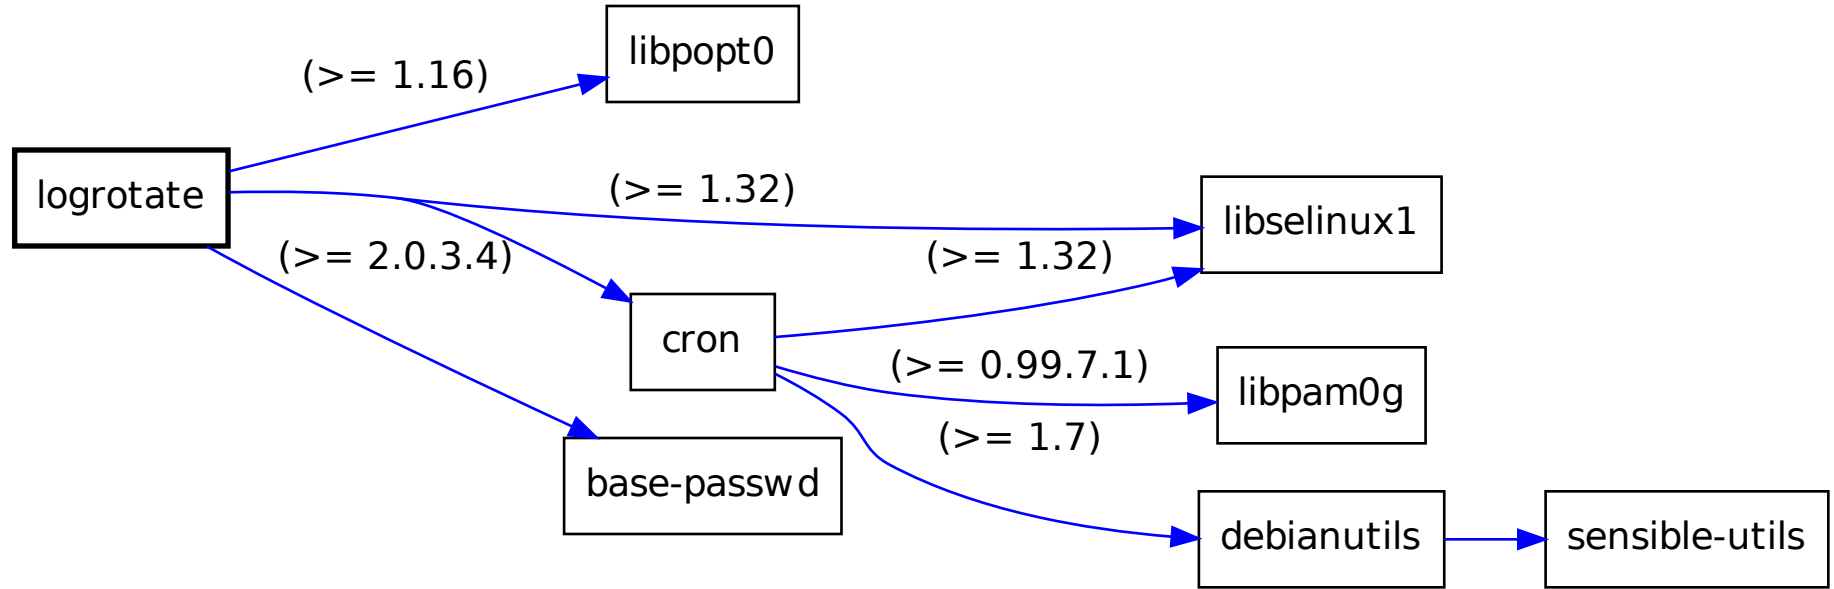 libpopt0
(>= 1.16)
logrotate
(>= 1.32)
libselinux1
(>= 2.0.3.4)
(>= 1.32)
cron
(>= 0.99.7.1)
libpam0g
(>= 1.7)
base-passwd
debianutils
sensible-utils